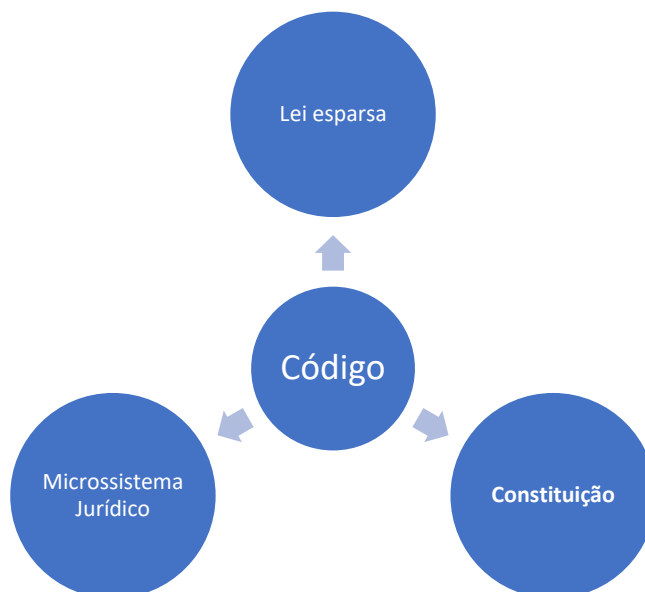 Lei esparsa
Código
Microssistema
Jurídico
Constituição